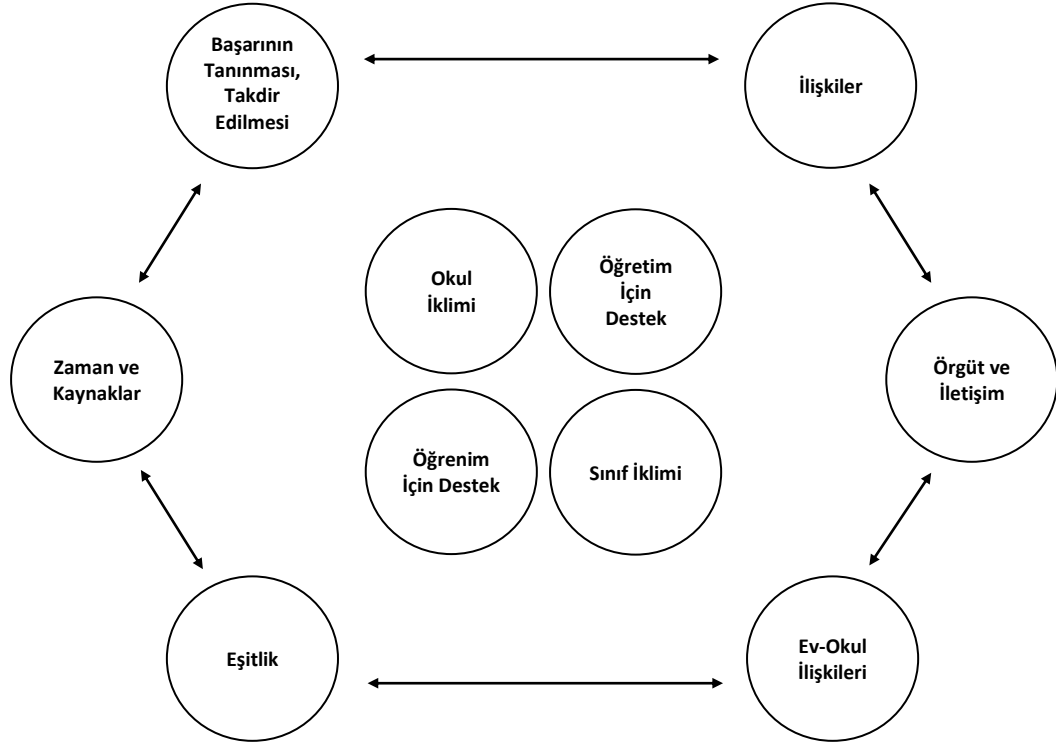 Başarının
Tanınması,
Takdir
Edilmesi
İlişkiler
Okul
İklimi
Öğretim
İçin
Destek
Zaman ve
Kaynaklar
Örgüt ve
İletişim
Öğrenim
İçin Destek
Sınıf İklimi
Eşitlik
Ev-Okul
İlişkileri